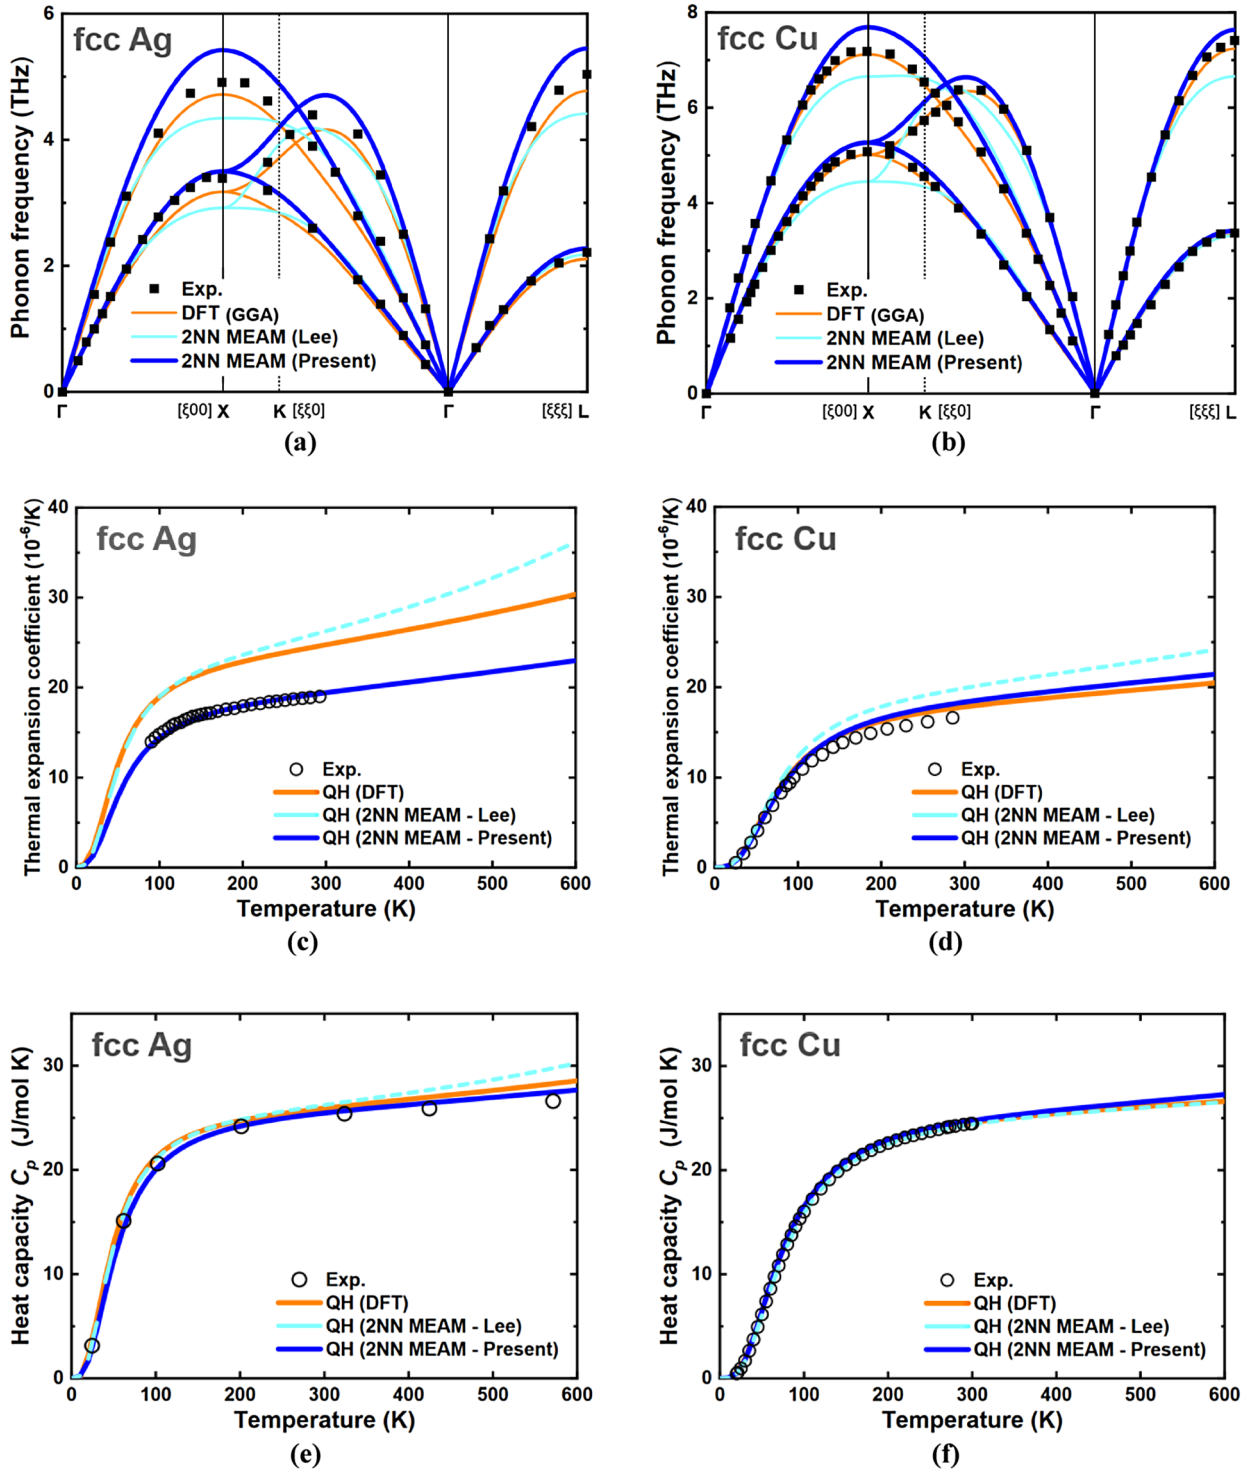 fcc Ag
Phonon frequency (THz)
6
4
2
0
Exp.
DFT (GGA)
2NN MEAM (Lee)
2NN MEAM (Present)
Γ [ξ00] X K [ξξ0] Γ [ξξξ] L
(a)
fcc Cu
Phonon frequency (THz)
8
6
4
2
0
Exp.
DFT (GGA)
2NN MEAM (Lee)
2NN MEAM (Present)
Γ [ξ00] X K [ξξ0] Γ [ξξξ] L
(b)
fcc Ag
Thermal expansion coefficient (10⁻⁶/K)
40
30
20
10
0
Exp.
QH (DFT)
QH (2NN MEAM - Lee)
QH (2NN MEAM - Present)
0 100 200 300 400 500 600
Temperature (K)
(c)
fcc Cu
Thermal expansion coefficient (10⁻⁶/K)
40
30
20
10
0
Exp.
QH (DFT)
QH (2NN MEAM - Lee)
QH (2NN MEAM - Present)
0 100 200 300 400 500 600
Temperature (K)
(d)
fcc Ag
Heat capacity Cₚ (J/mol K)
30
20
10
0
Exp.
QH (DFT)
QH (2NN MEAM - Lee)
QH (2NN MEAM - Present)
0 100 200 300 400 500 600
Temperature (K)
(e)
fcc Cu
Heat capacity Cₚ (J/mol K)
30
20
10
0
Exp.
QH (DFT)
QH (2NN MEAM - Lee)
QH (2NN MEAM - Present)
0 100 200 300 400 500 600
Temperature (K)
(f)